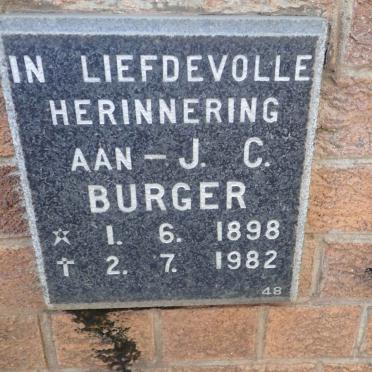 IN LIEFDEVOLLE
HERINNERING
AAN - J. C.
BURGER
☆ 1. 6. 1898
✝ 2. 7. 1982
48